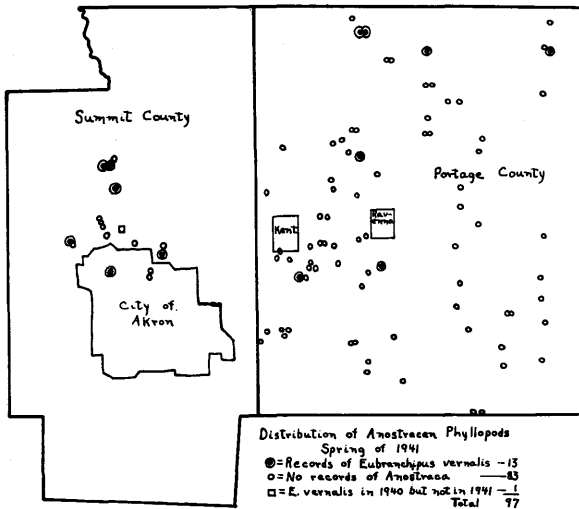 Summit County
Portage County
Kent
Rav-
enna
City of
Akron
Distribution of Anostracan Phyllopods
Spring of 1941
= Records of Eubranchipus vernalis - 13
= No records of Anostraca — 83
= E. vernalis in 1940 but not in 1941 - 1
Total 97